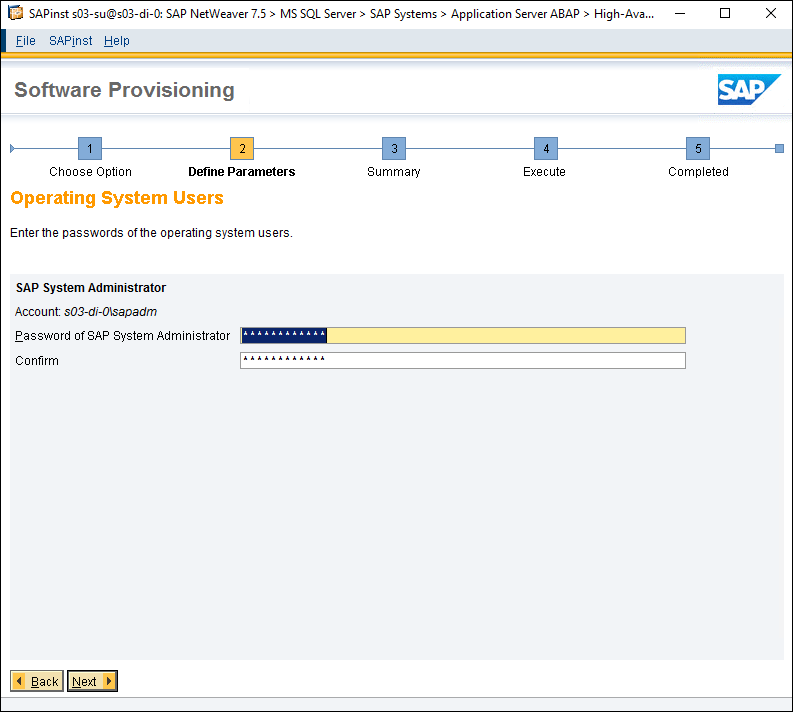 SAPinst s03-su@s03-di-0: SAP NetWeaver 7.5 > MS SQL Server > SAP Systems > Application Server ABAP > High-Ava...
File SAPinst Help
Software Provisioning
SAP
1 2 3 4 5
Choose Option Define Parameters Summary Execute Completed
Operating System Users
Enter the passwords of the operating system users.
SAP System Administrator
Account: s03-di-0\sapadm
Password of SAP System Administrator ************
Confirm ************
Back Next